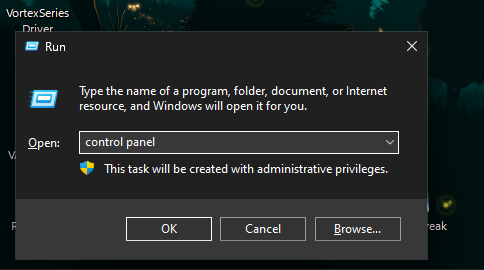 VortexSeries
Driver
Run
Type the name of a program, folder, document, or Internet
resource, and Windows will open it for you.
Open:
control panel
This task will be created with administrative privileges.
OK
Cancel
Browse...
reak